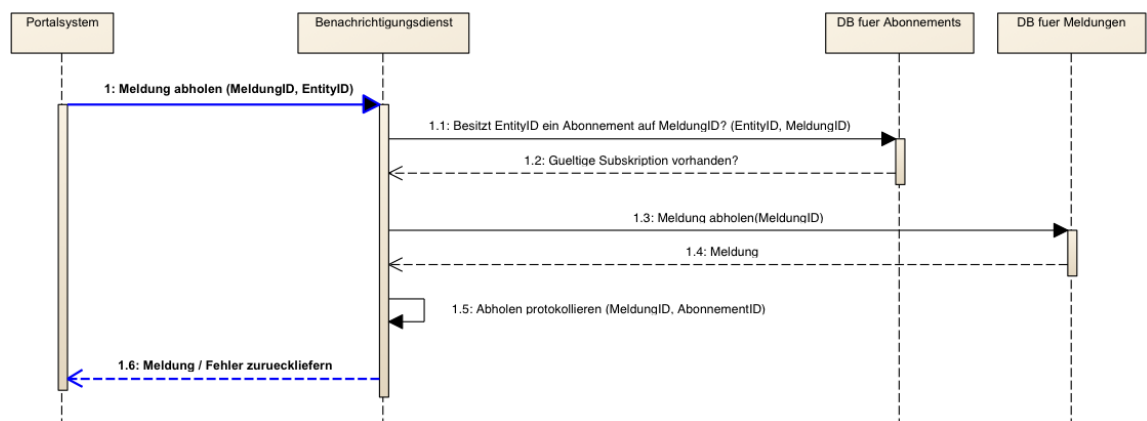 Portalsystem
Benachrichtigungsdienst
DB fuer Abonnements
DB fuer Meldungen
1: Meldung abholen (MeldungID, EntityID)
1.1: Besitzt EntityID ein Abonnement auf MeldungID? (EntityID, MeldungID)
1.2: Gueltige Subskription vorhanden?
1.3: Meldung abholen(MeldungID)
1.4: Meldung
1.5: Abholen protokollieren (MeldungID, AbonnementID)
1.6: Meldung / Fehler zurueckliefern